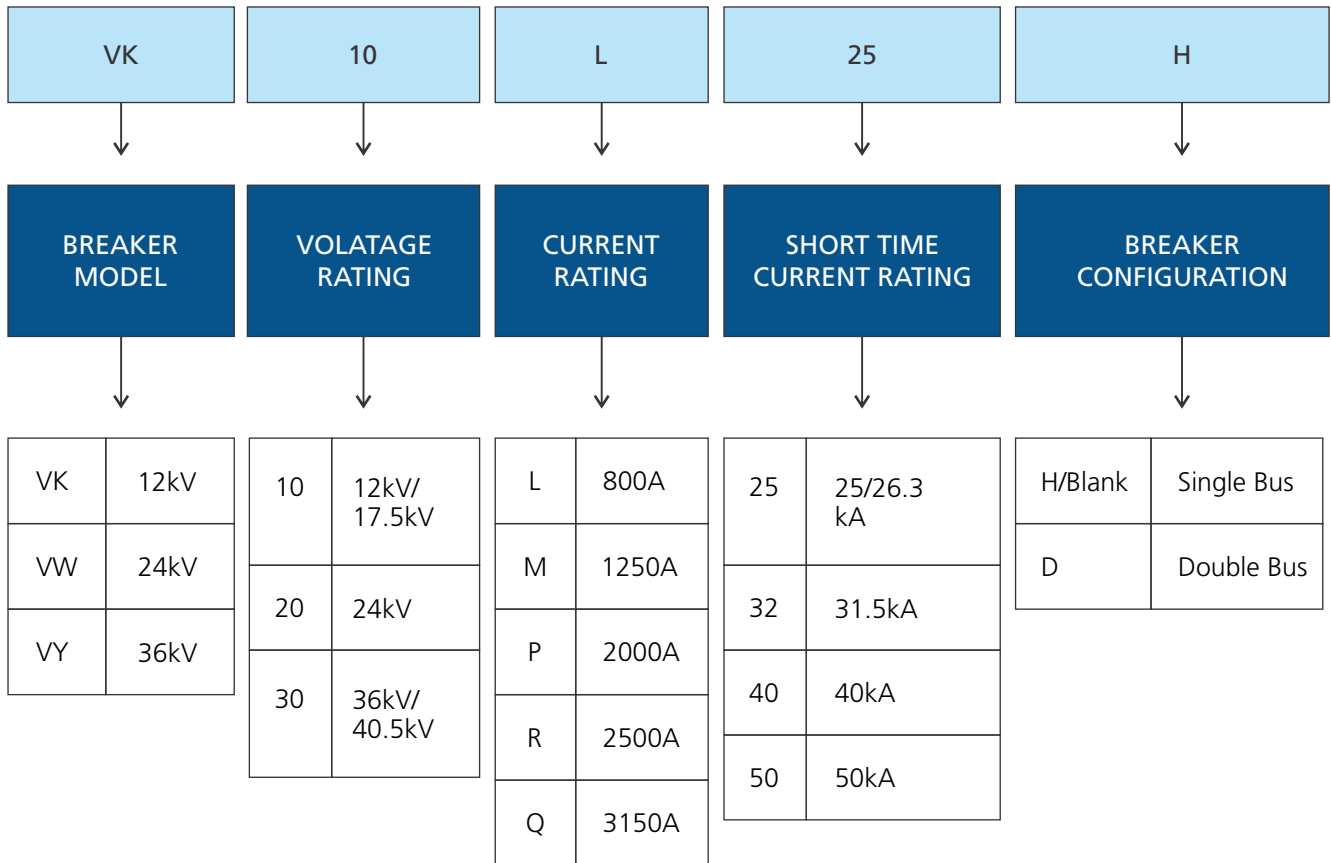 VK 10 L 25 H
BREAKER
MODEL
VOLATAGE
RATING
CURRENT
RATING
SHORT TIME
CURRENT RATING
BREAKER
CONFIGURATION
VK 12kV
VW 24kV
VY 36kV
10 12kV/
17.5kV
20 24kV
30 36kV/
40.5kV
L 800A
M 1250A
P 2000A
R 2500A
Q 3150A
25 25/26.3
kA
32 31.5kA
40 40kA
50 50kA
H/Blank Single Bus
D Double Bus